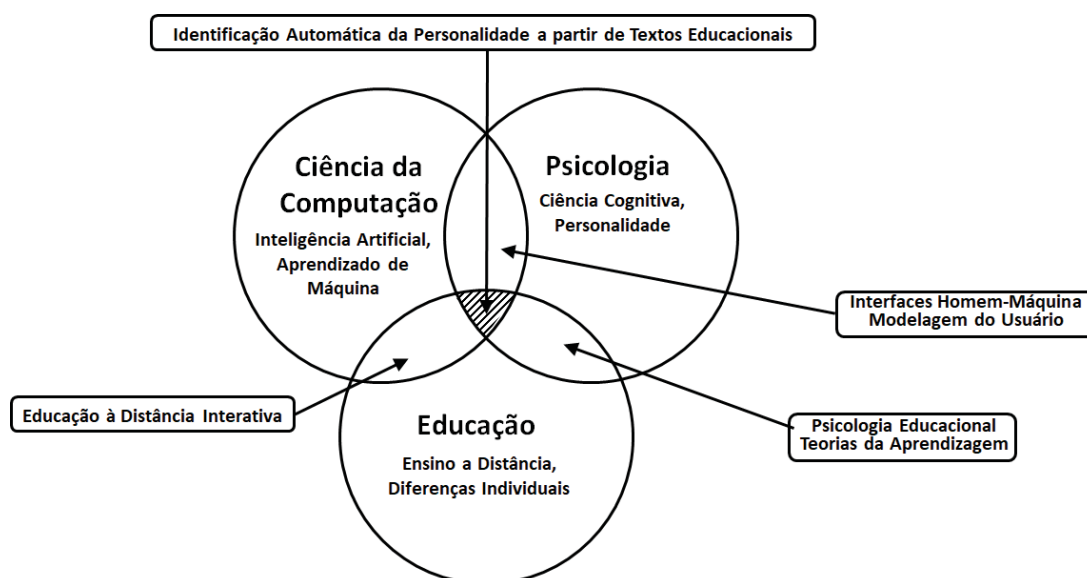 Identificação Automática da Personalidade a partir de Textos Educacionais
Ciência da
Computação
Inteligência Artificial,
Aprendizado de
Máquina
Psicologia
Ciência Cognitiva,
Personalidade
Interfaces Homem-Máquina
Modelagem do Usuário
Educação à Distância Interativa
Educação
Ensino a Distância,
Diferenças Individuais
Psicologia Educacional
Teorias da Aprendizagem